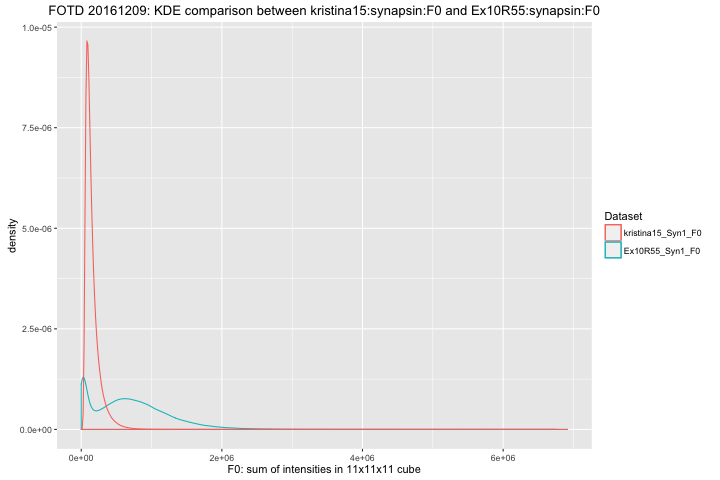 FOTD 20161209: KDE comparison between kristina15:synapsin:F0 and Ex10R55:synapsin:F0
1.0e-05
7.5e-06
5.0e-06
2.5e-06
0.0e+00
density
0e+00 2e+06 4e+06 6e+06
F0: sum of intensities in 11x11x11 cube
Dataset
kristina15_Syn1_F0
Ex10R55_Syn1_F0